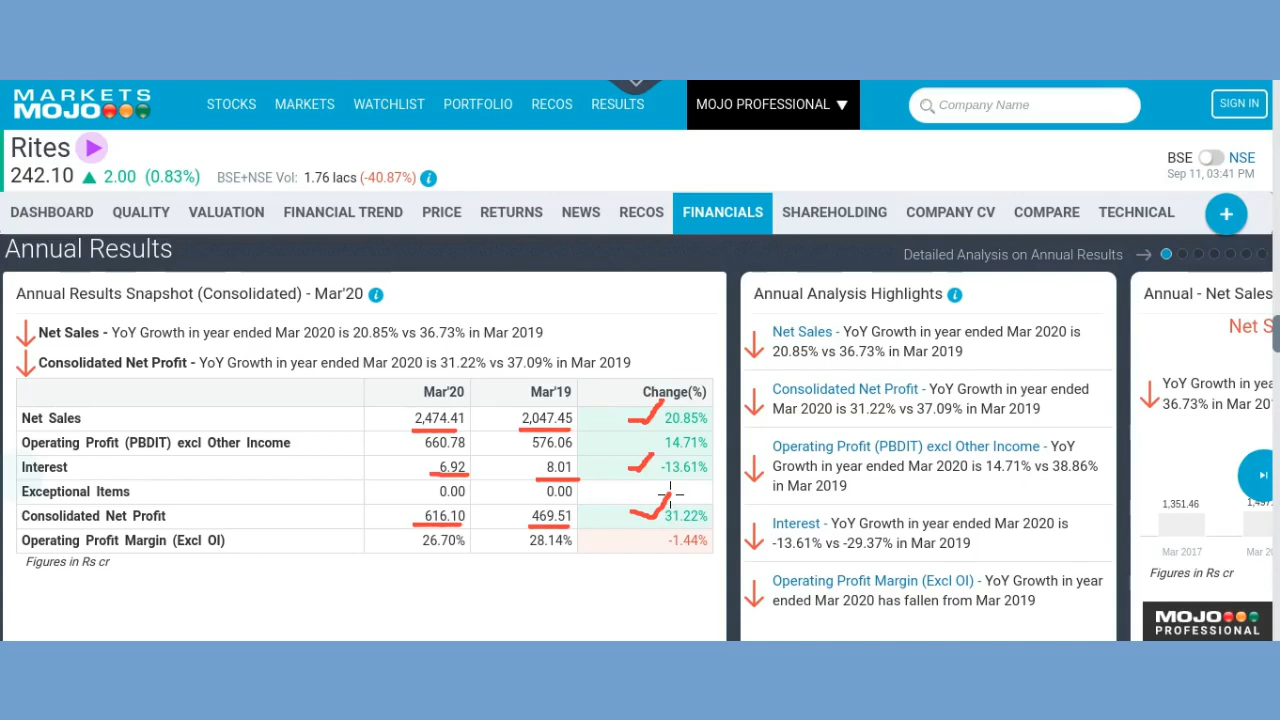 MARKETS
MOJO
STOCKS MARKETS WATCHLIST PORTFOLIO RECOS RESULTS MOJO PROFESSIONAL ▼ Company Name SIGN IN
Rites
242.10 ▲ 2.00 (0.83%) BSE+NSE Vol: 1.76 lacs (-40.87%) i
BSE NSE
Sep 11, 03:41 PM
DASHBOARD QUALITY VALUATION FINANCIAL TREND PRICE RETURNS NEWS RECOS FINANCIALS SHAREHOLDING COMPANY CV COMPARE TECHNICAL +
Annual Results
Detailed Analysis on Annual Results →
Annual Results Snapshot (Consolidated) - Mar'20 i
Net Sales - YoY Growth in year ended Mar 2020 is 20.85% vs 36.73% in Mar 2019
Consolidated Net Profit - YoY Growth in year ended Mar 2020 is 31.22% vs 37.09% in Mar 2019
Mar'20 Mar'19 Change(%)
Net Sales 2,474.41 2,047.45 20.85%
Operating Profit (PBDIT) excl Other Income 660.78 576.06 14.71%
Interest 6.92 8.01 -13.61%
Exceptional Items 0.00 0.00
Consolidated Net Profit 616.10 469.51 31.22%
Operating Profit Margin (Excl OI) 26.70% 28.14% -1.44%
Figures in Rs cr
Annual Analysis Highlights i
Net Sales - YoY Growth in year ended Mar 2020 is
20.85% vs 36.73% in Mar 2019
Consolidated Net Profit - YoY Growth in year ended
Mar 2020 is 31.22% vs 37.09% in Mar 2019
Operating Profit (PBDIT) excl Other Income - YoY
Growth in year ended Mar 2020 is 14.71% vs 38.86%
in Mar 2019
Interest - YoY Growth in year ended Mar 2020 is
-13.61% vs -29.37% in Mar 2019
Operating Profit Margin (Excl OI) - YoY Growth in year
ended Mar 2020 has fallen from Mar 2019
Annual - Net Sales
Net S
YoY Growth in yea
36.73% in Mar 20
1,351.46
Mar 2017
Figures in Rs cr
MOJO
PROFESSIONAL